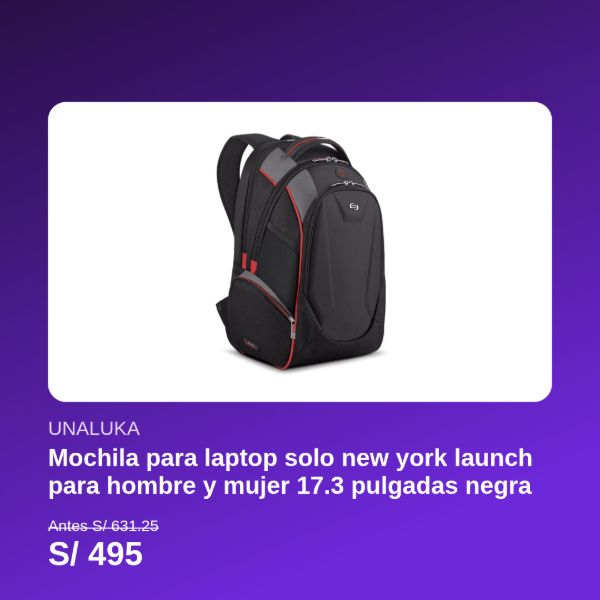 UNALUKA
Mochila para laptop solo new york launch
para hombre y mujer 17.3 pulgadas negra
Antes S/ 631.25
S/ 495